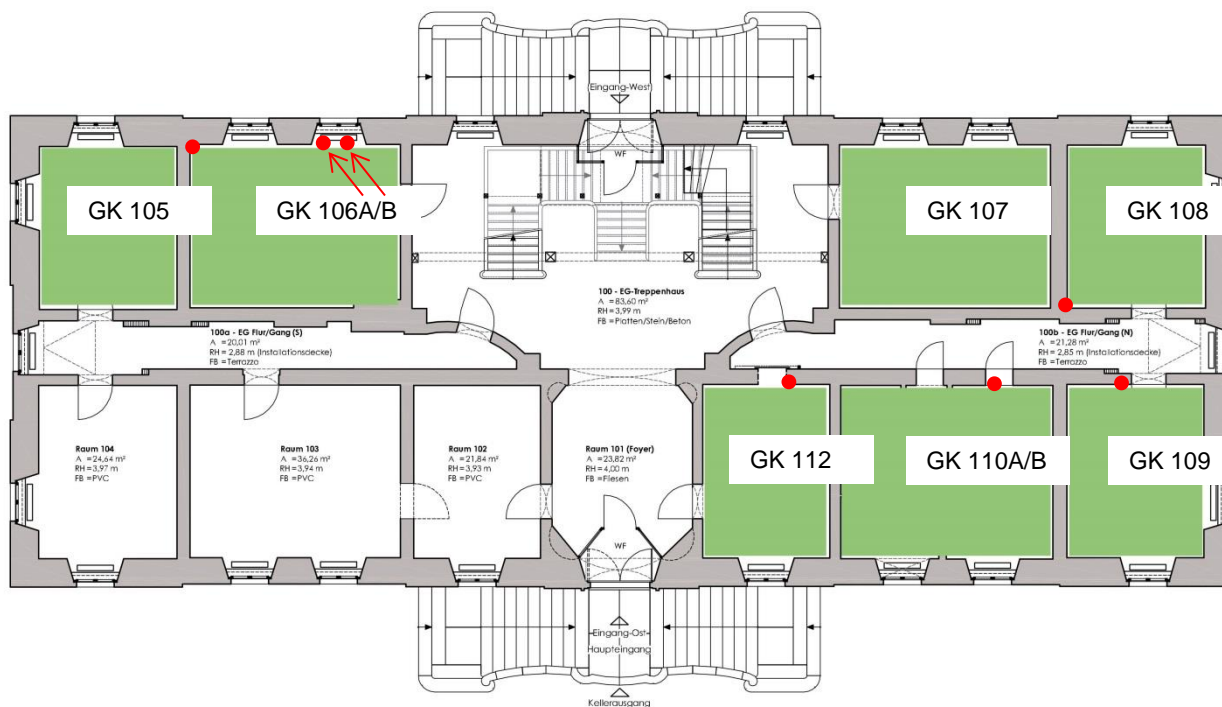 (Eingang-West)
WF
GK 105
GK 106A/B
GK 107
GK 108
100 - EG-Treppenhaus
A = 83,60 m²
RH = 3,99 m
FB = Platten/Stein/Beton
100a - EG Flur/Gang (S)
A = 20,01 m²
RH = 2,88 m (Installationsdecke)
FB = Terrazzo
100b - EG Flur/Gang (N)
A = 21,28 m²
RH = 2,85 m (Installationsdecke)
FB = Terrazzo
Raum 104
A = 24,64 m²
RH = 3,97 m
FB = PVC
Raum 103
A = 36,26 m²
RH = 3,94 m
FB = PVC
Raum 102
A = 21,84 m²
RH = 3,93 m
FB = PVC
Raum 101 (Foyer)
A = 23,82 m²
RH = 4,00 m
FB = Fliesen
GK 112
GK 110A/B
GK 109
WF
Eingang-Ost
Haupteingang
Kellerausgang